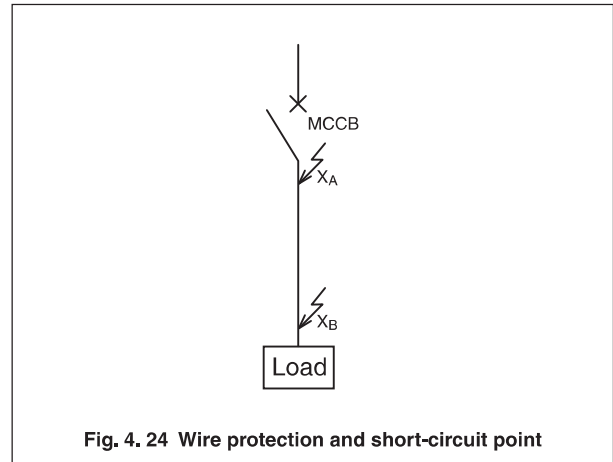 MCCB
XA
XB
Load
Fig. 4. 24 Wire protection and short-circuit point